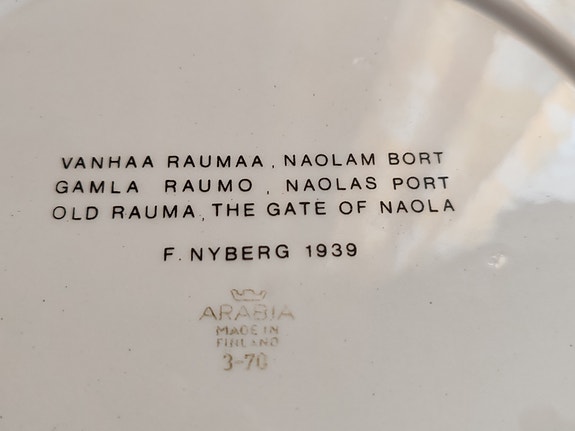 VANHAA RAUMAA, NAOLAM BORT
GAMLA RAUMO, NAOLAS PORT
OLD RAUMA, THE GATE OF NAOLA
F. NYBERG 1939
ARABIA
MADE IN
FINLAND
3-70